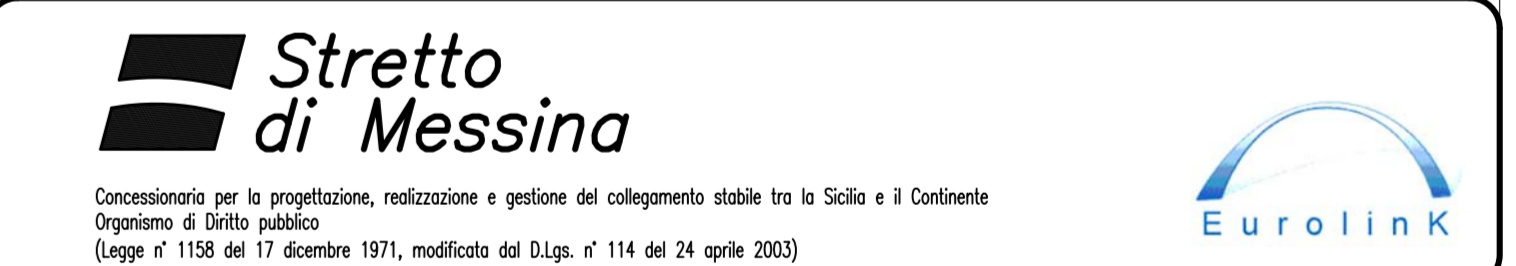 Stretto
di Messina
Concessionaria per la progettazione, realizzazione e gestione del collegamento stabile tra la Sicilia e il Continente
Organismo di Diritto pubblico
(Legge n° 1158 del 17 dicembre 1971, modificata dal D.Lgs. n° 114 del 24 aprile 2003)
EurolinK